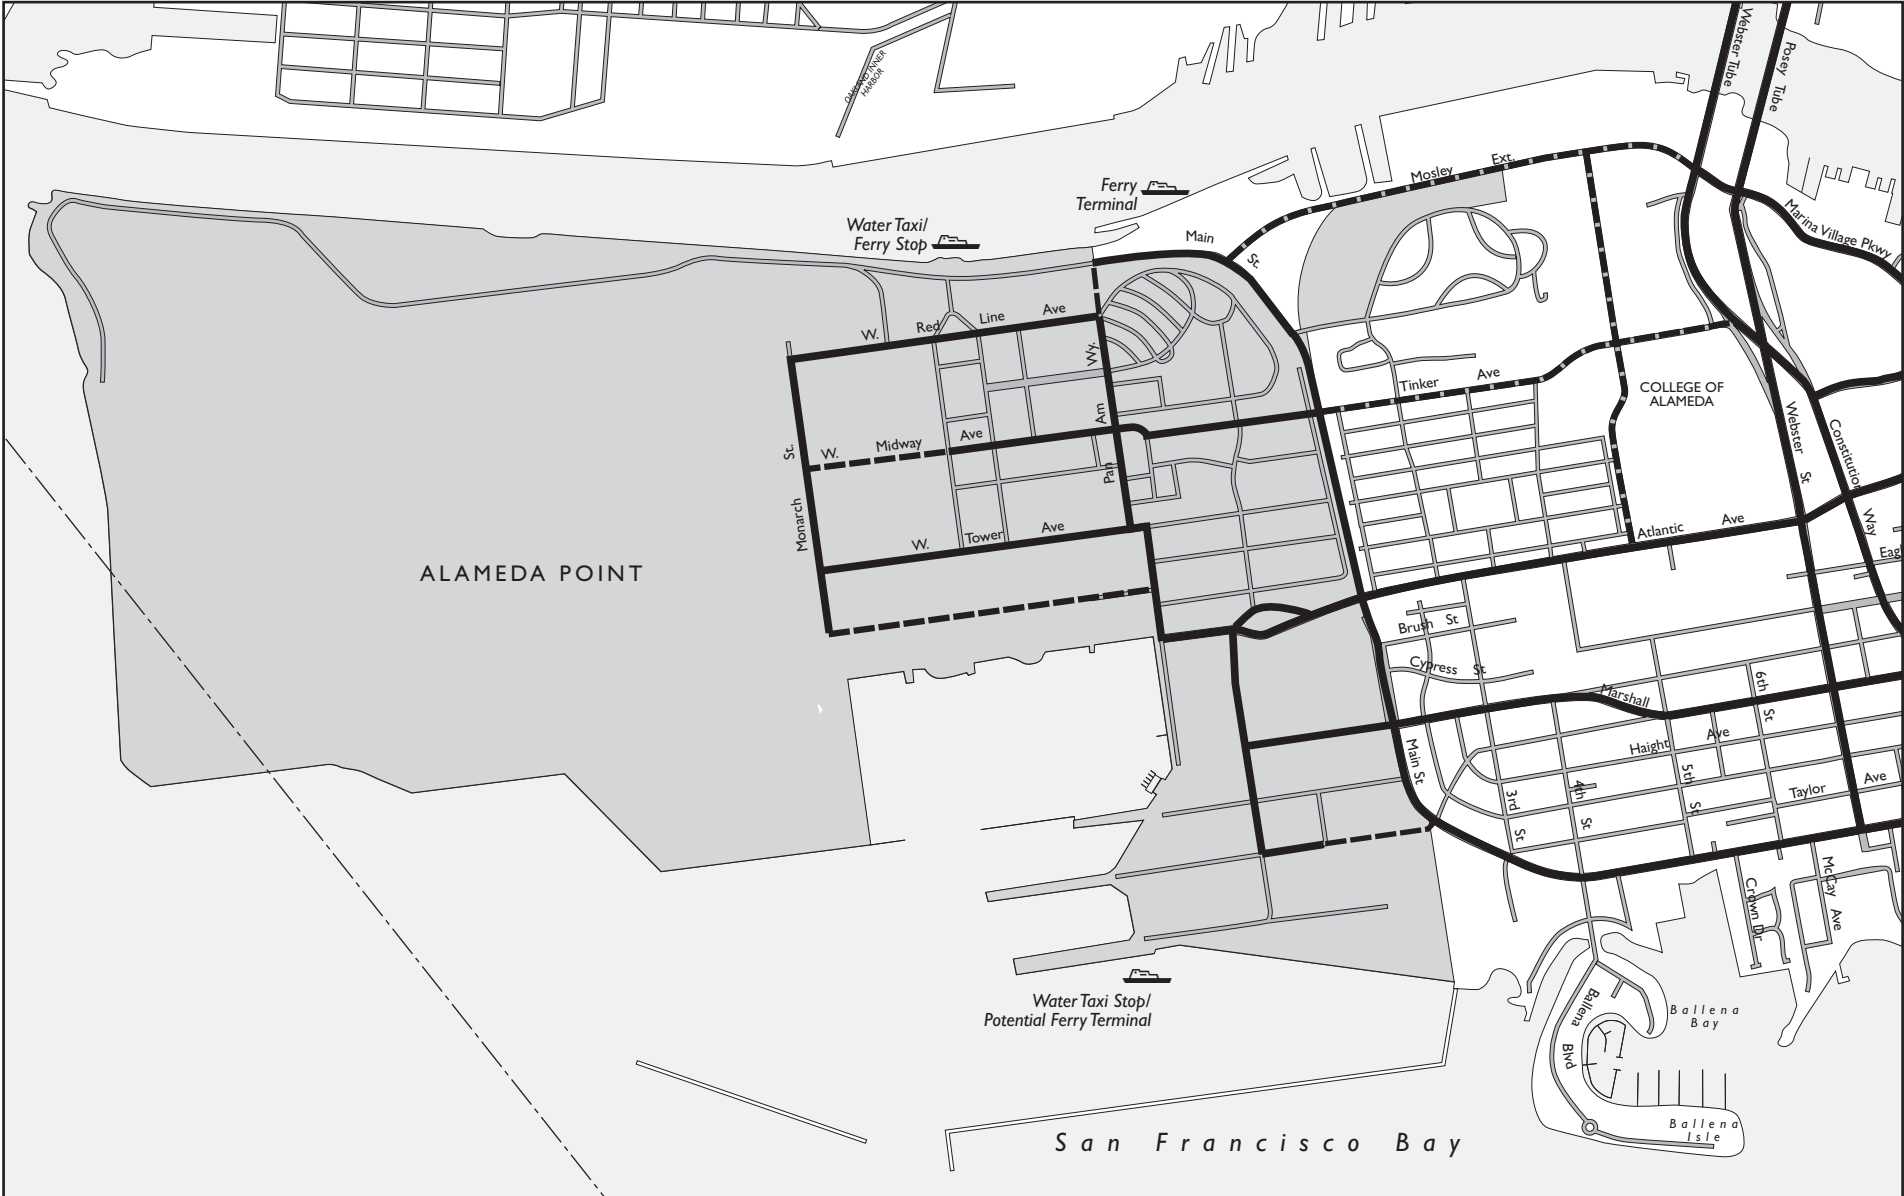 Webster Tube
Posey Tube
OAKLAND INNER
HARBOR
Ferry
Terminal
Mosley Ext.
Water Taxi/
Ferry Stop
Main St.
Marina Village Pkwy
W. Red Line Ave
Wy.
Am
Pan
Tinker Ave
COLLEGE OF
ALAMEDA
W. Midway Ave
St.
Monarch
Webster St
Constitution Way
W. Tower Ave
Atlantic Ave
Eagl
ALAMEDA POINT
Brush St
Cypress St
Marshall
6th St
Haight Ave
Main St
5th St
4th St
3rd St
Taylor Ave
McCay Ave
Crown Dr
Water Taxi Stop/
Potential Ferry Terminal
Ballena Blvd
Ballena
Bay
Ballena
Isle
San Francisco Bay